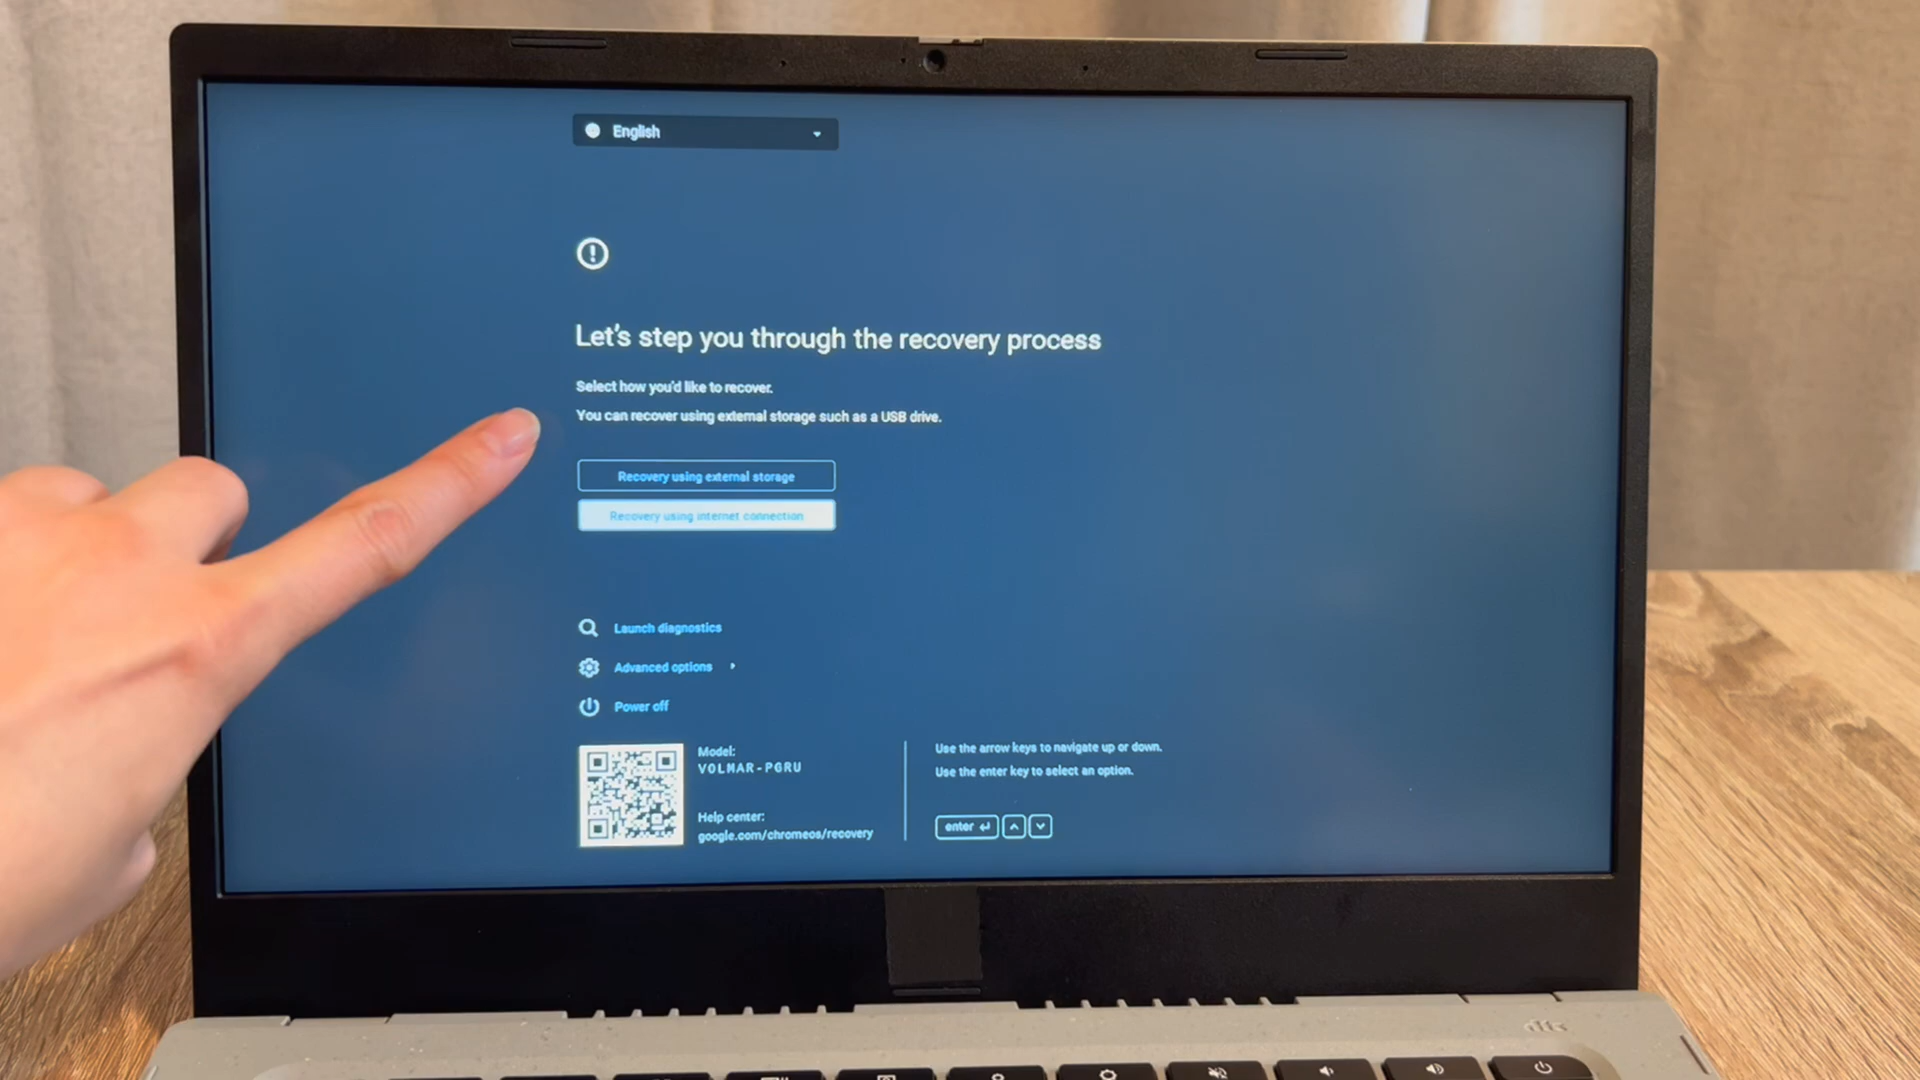 English
Let's step you through the recovery process
Select how you'd like to recover.
You can recover using external storage such as a USB drive.
Recovery using external storage
Recovery using internet connection
Launch diagnostics
Advanced options
Power off
Model:
VOLMAR-PGRU
Help center:
google.com/chromeos/recovery
Use the arrow keys to navigate up or down.
Use the enter key to select an option.
enter